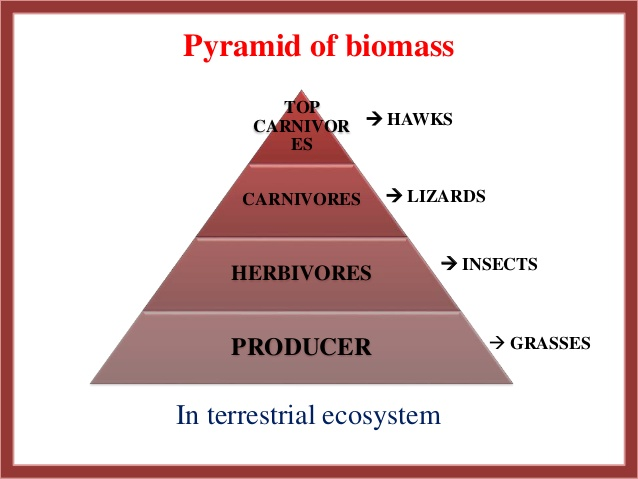 Pyramid of biomass
TOP
CARNIVOR
ES
→ HAWKS
CARNIVORES
→ LIZARDS
HERBIVORES
→ INSECTS
PRODUCER
→ GRASSES
In terrestrial ecosystem